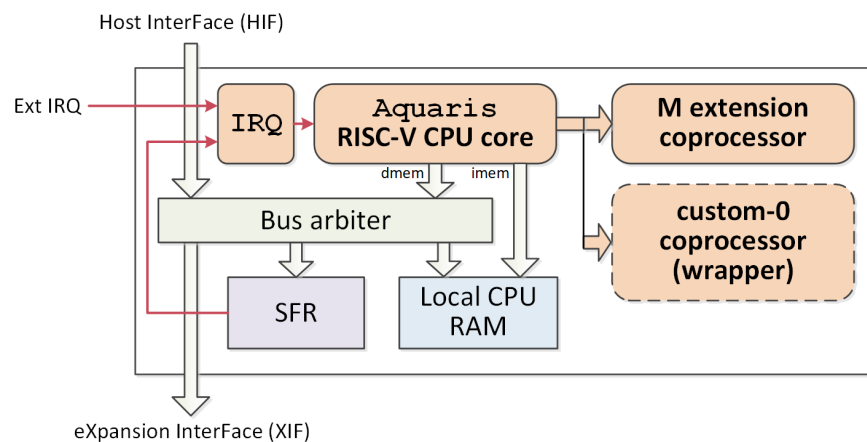 Host InterFace (HIF)
Ext IRQ
IRQ
Aquaris
RISC-V CPU core
M extension
coprocessor
dmem
imem
custom-0
coprocessor
(wrapper)
Bus arbiter
SFR
Local CPU
RAM
eXpansion InterFace (XIF)